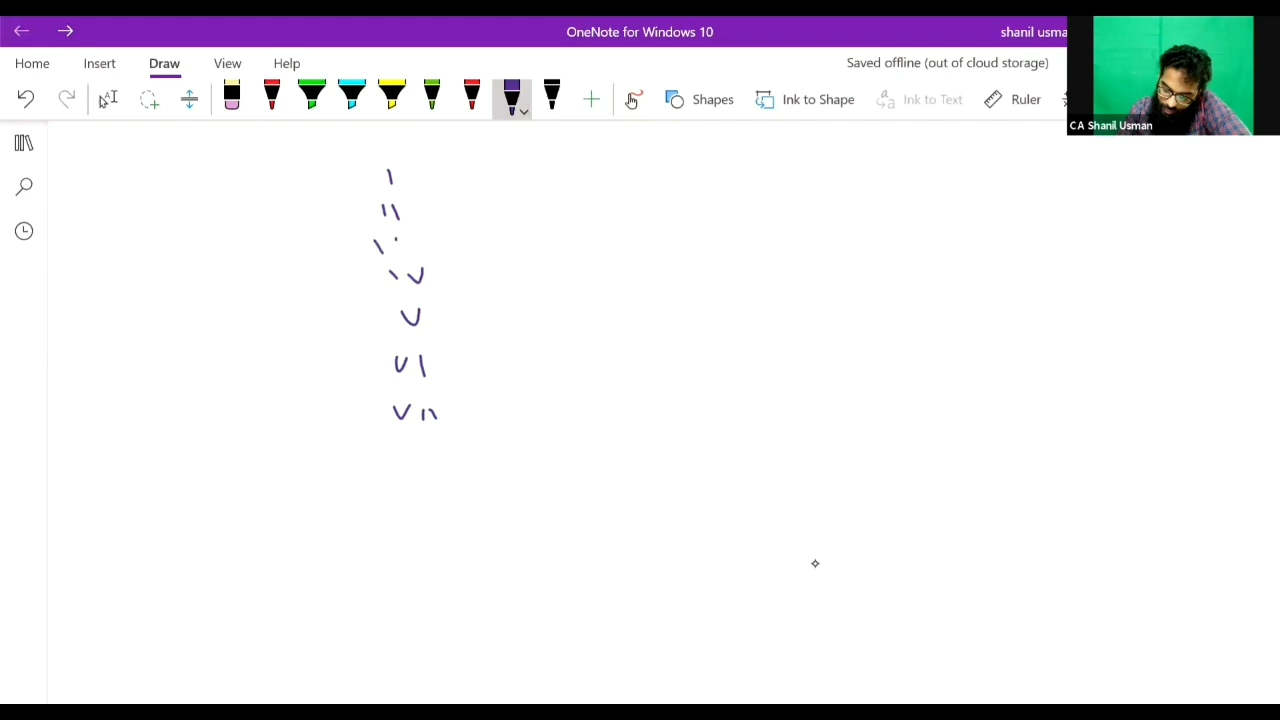 OneNote for Windows 10
shanil usma
Home Insert Draw View Help
Saved offline (out of cloud storage)
Shapes Ink to Shape Ink to Text Ruler
CA Shanil Usman
I
II
IV
V
VI
VII